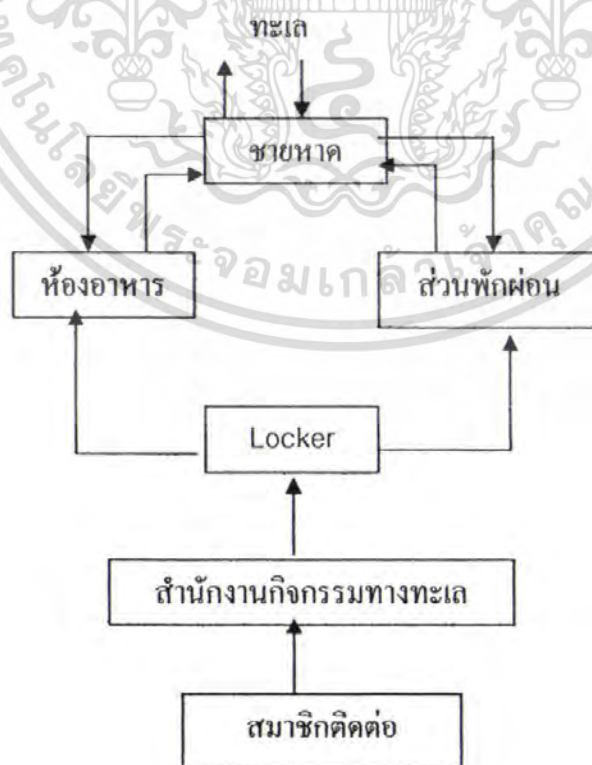 ทะเล
ชายหาด
ห้องอาหาร
ส่วนพักผ่อน
Locker
สำนักงานกิจกรรมทางทะเล
สมาชิกติดต่อ